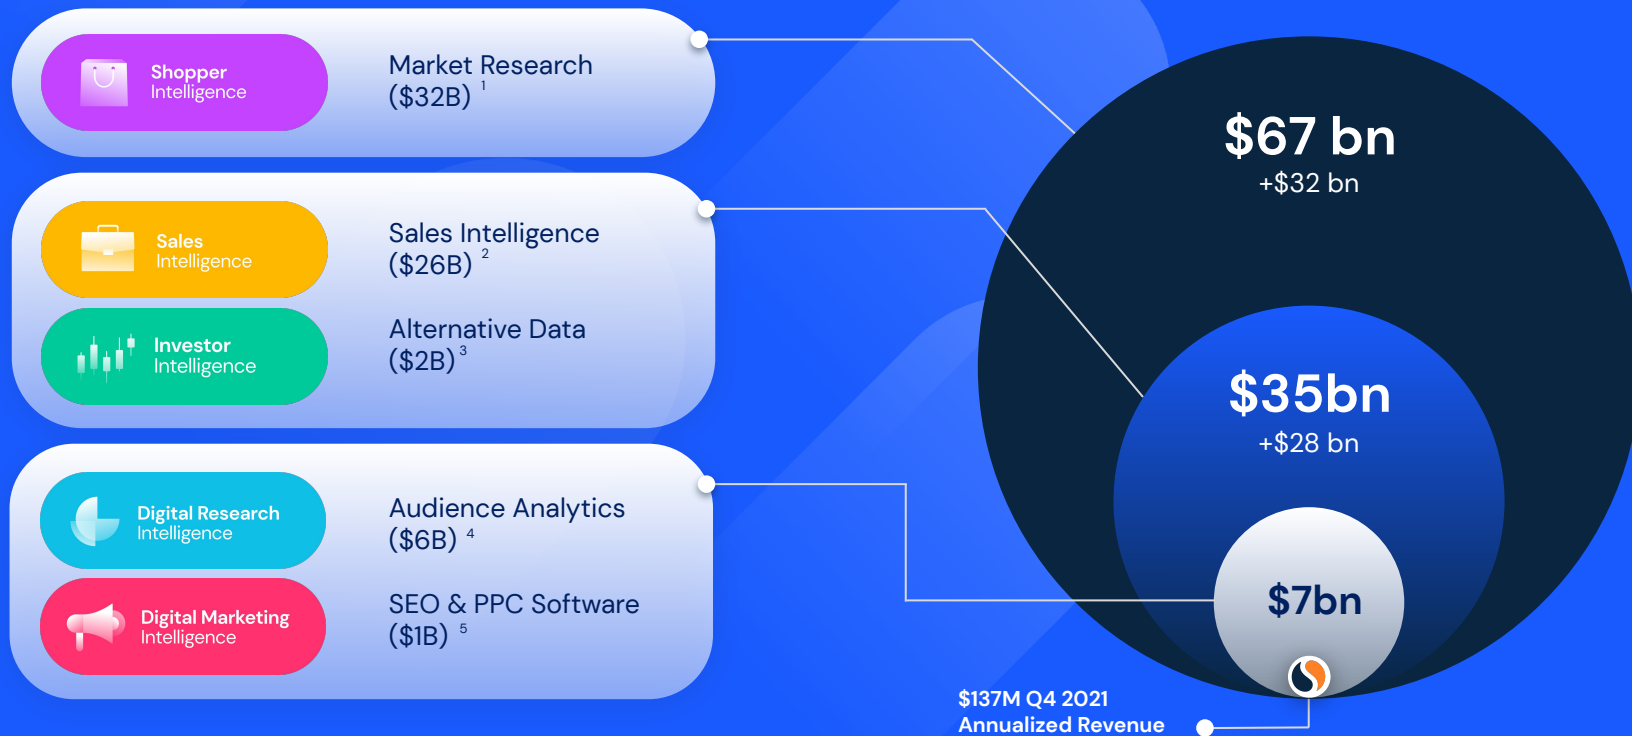 Shopper
Intelligence
Market Research
($32B) 1
Sales
Intelligence
Sales Intelligence
($26B) 2
Investor
Intelligence
Alternative Data
($2B) 3
Digital Research
Intelligence
Audience Analytics
($6B) 4
Digital Marketing
Intelligence
SEO & PPC Software
($1B) 5
$67 bn
+$32 bn
$35bn
+$28 bn
$7bn
$137M Q4 2021
Annualized Revenue